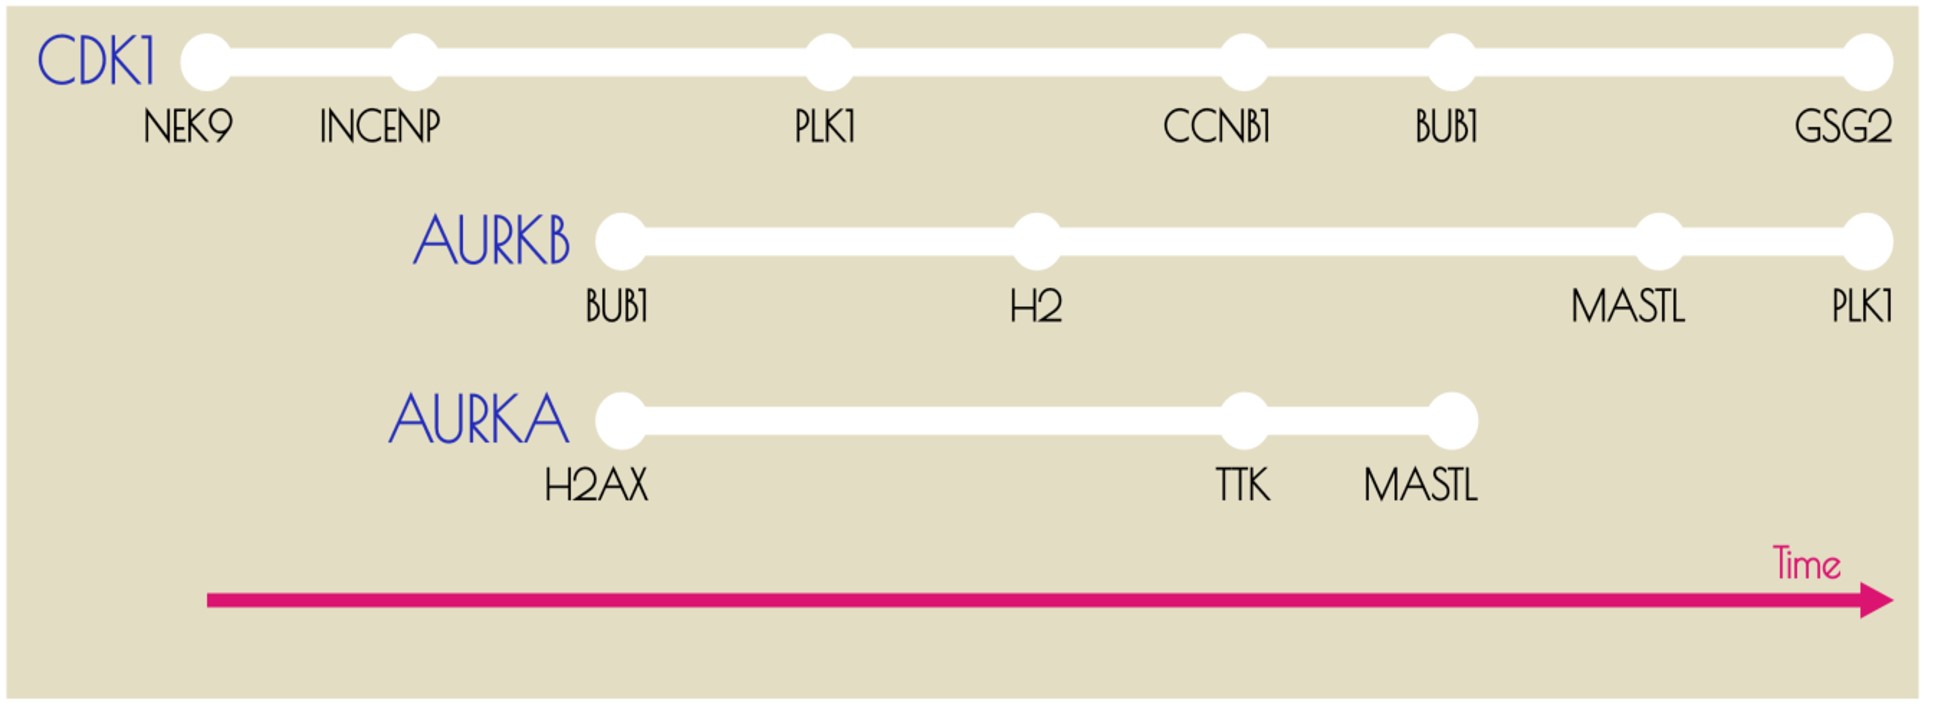 CDK1
NEK9 INCENP PLK1 CCNB1 BUB1 GSG2
AURKB
BUB1 H2 MASTL PLK1
AURKA
H2AX TTK MASTL
Time